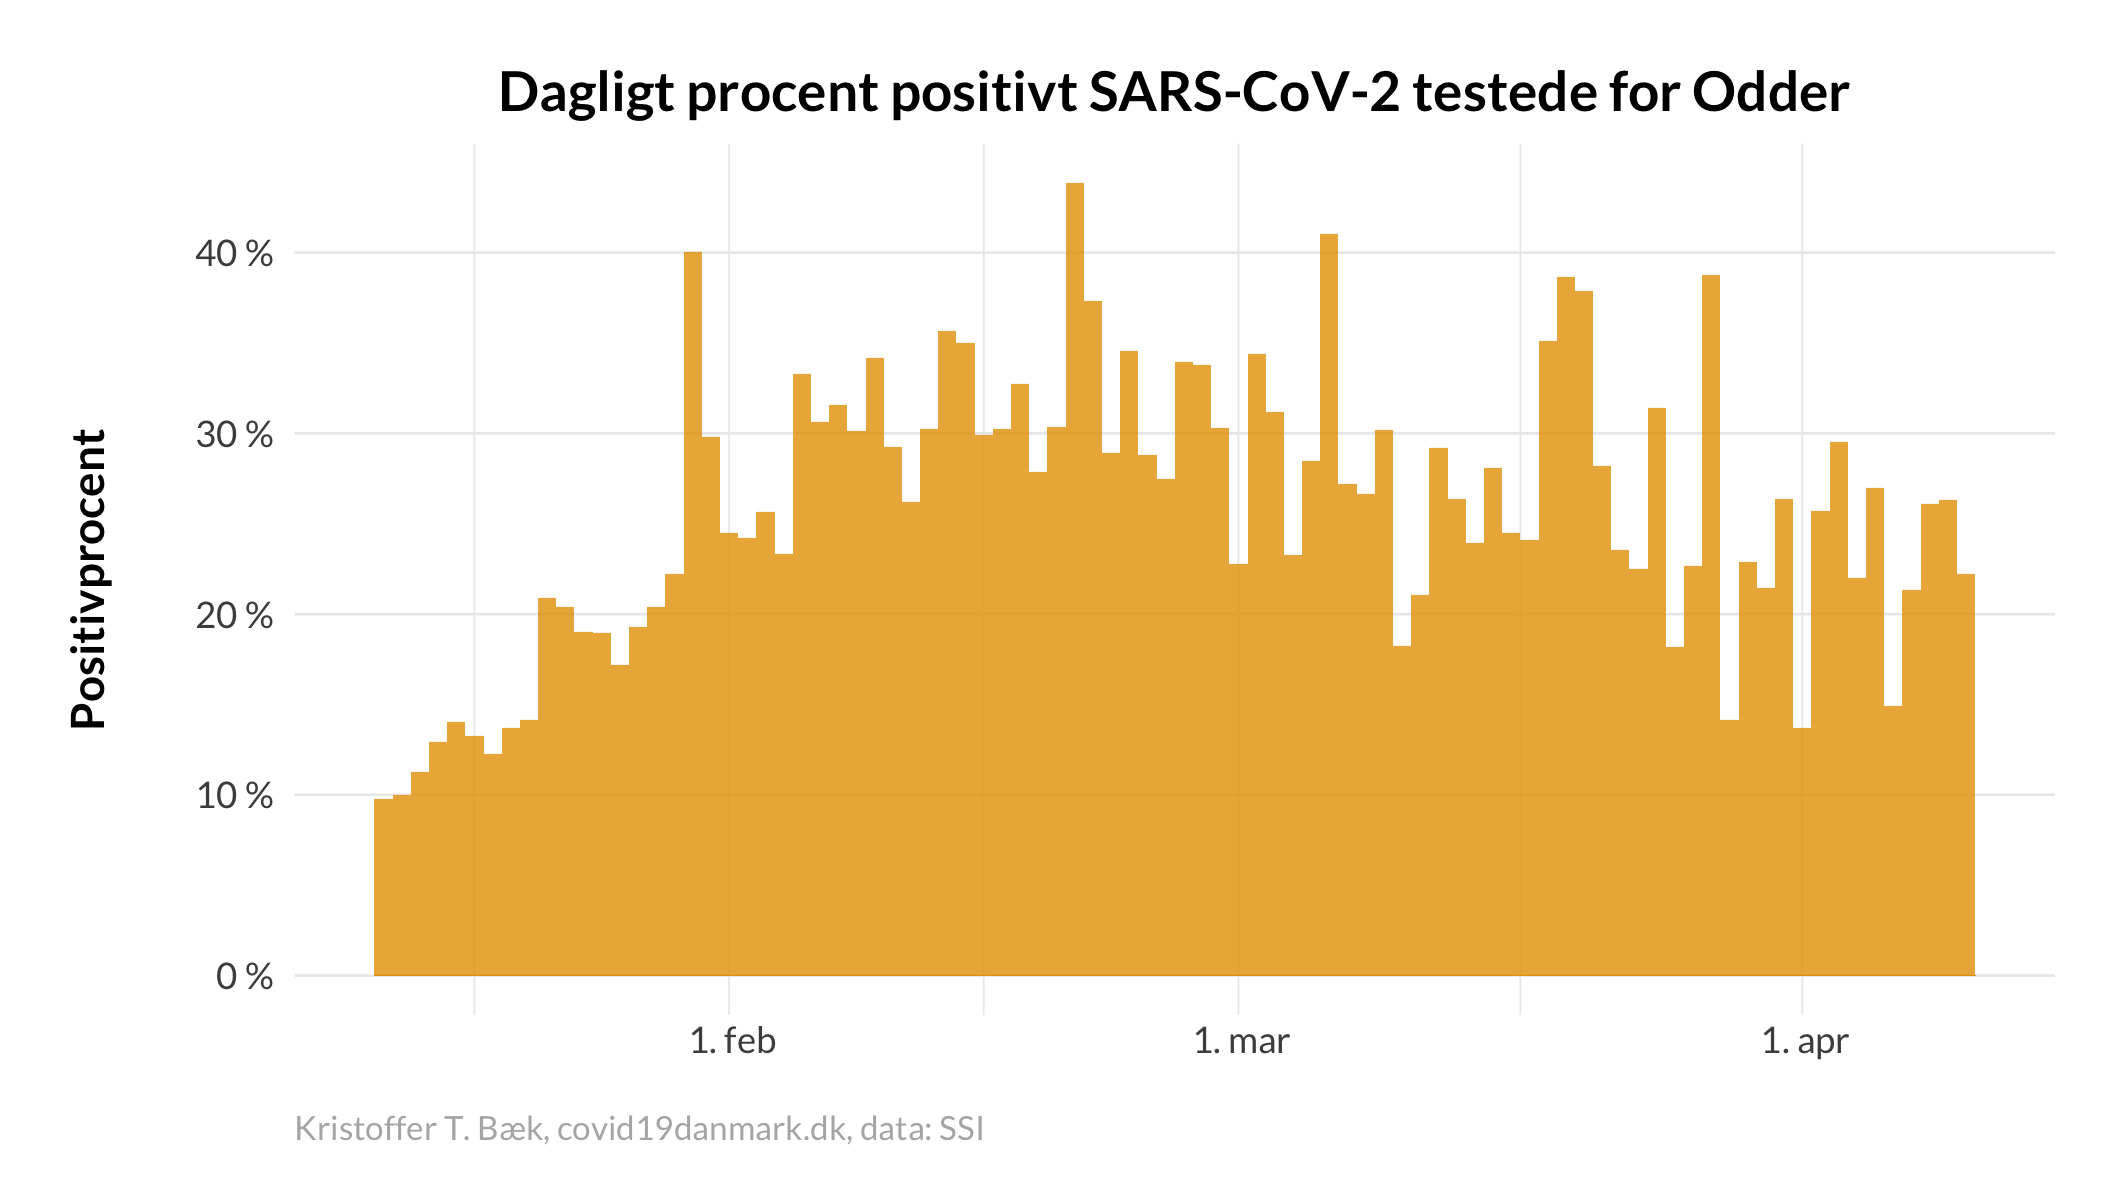 Dagligt procent positivt SARS-CoV-2 testede for Odder
Positivprocent
40 %
30 %
20 %
10 %
0 %
1. feb
1. mar
1. apr
Kristoffer T. Bæk, covid19danmark.dk, data: SSI